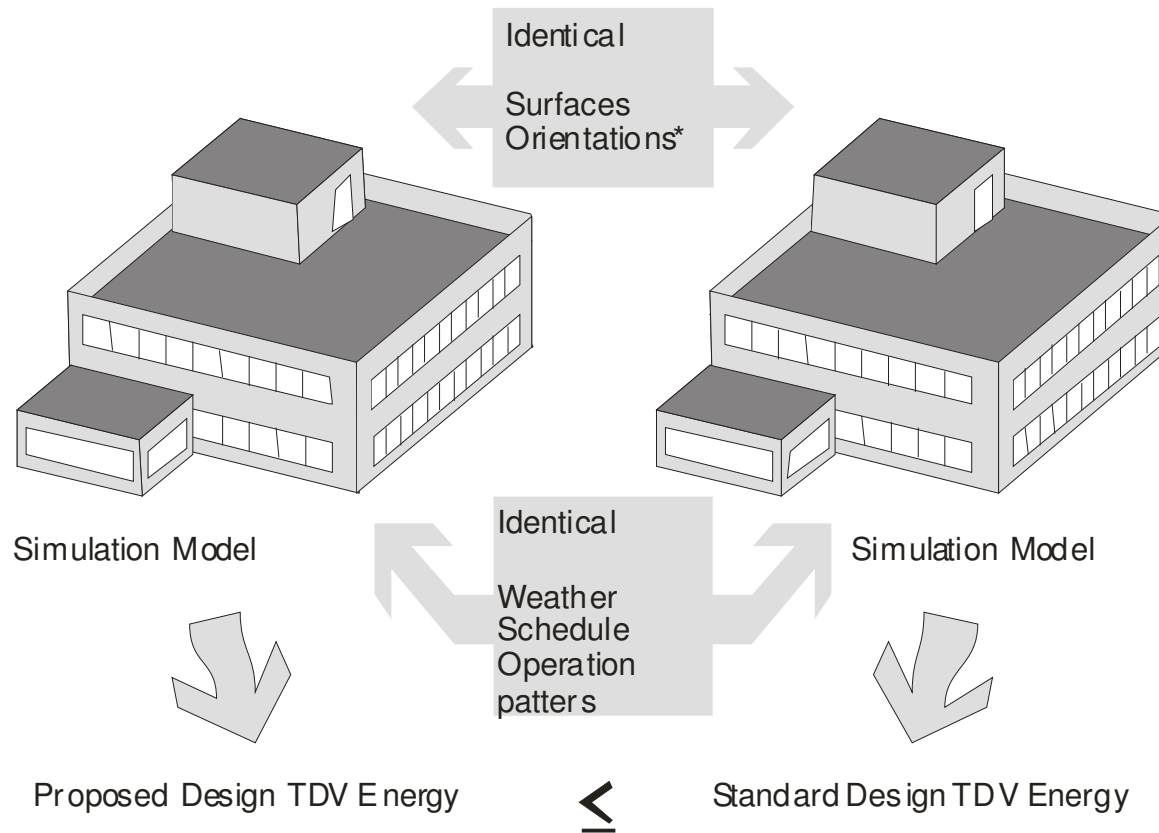 Identical
Surfaces
Orientations*
Simulation Model
Identical
Simulation Model
Weather
Schedule
Operation
patters
Proposed Design TDV Energy
≤
Standard Design TDV Energy